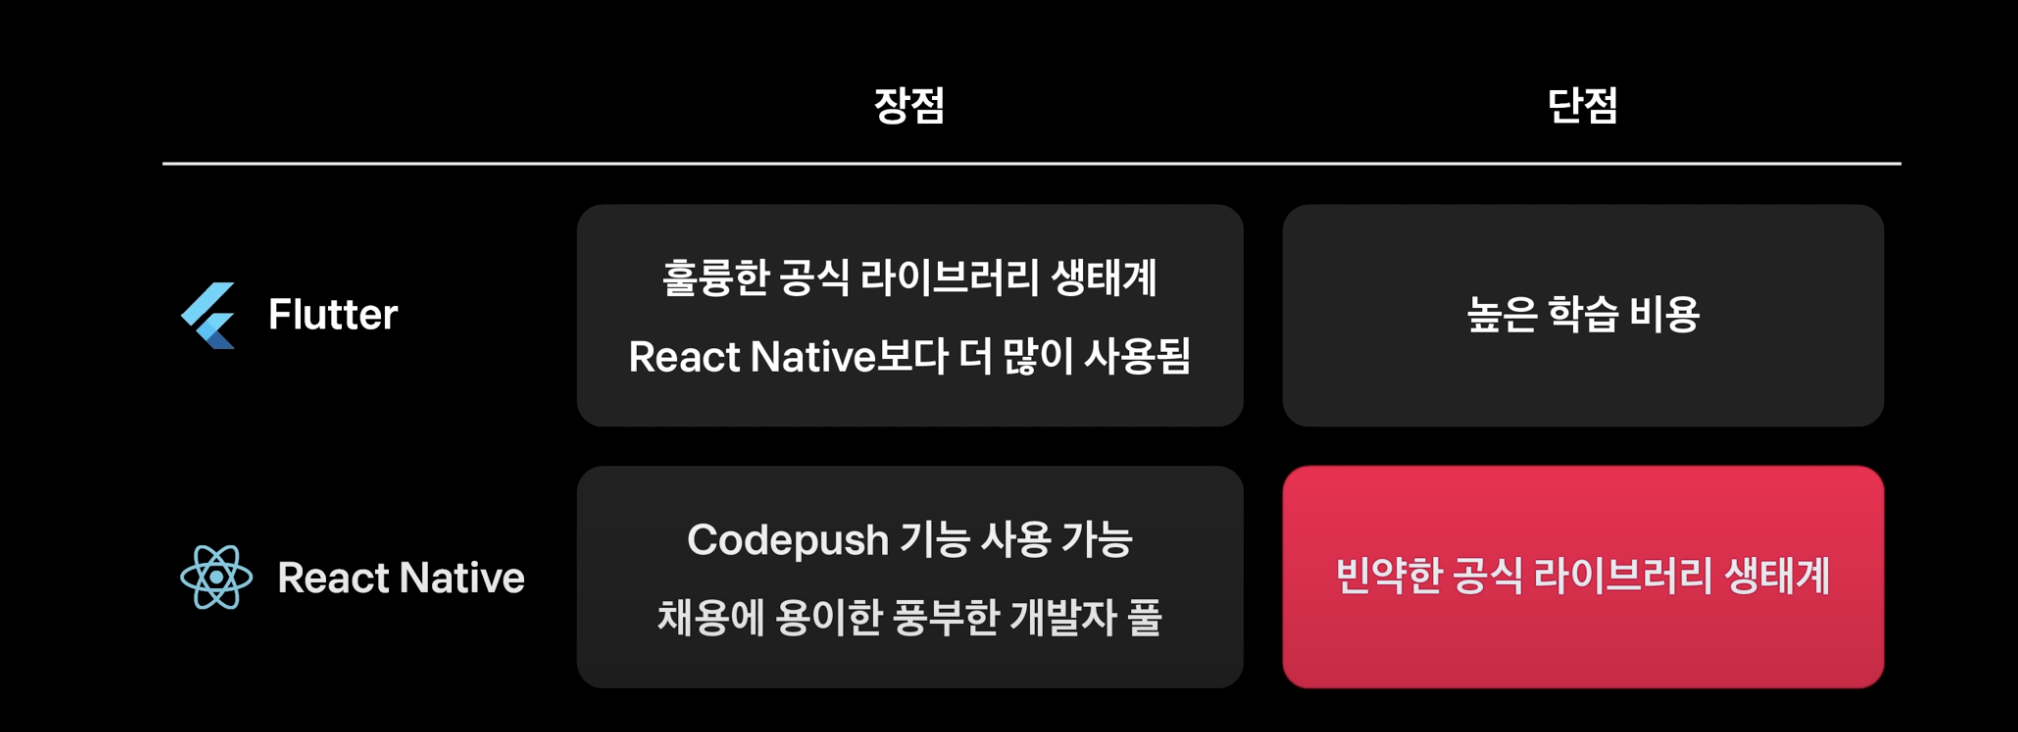 장점
단점
Flutter
훌륭한 공식 라이브러리 생태계
React Native보다 더 많이 사용됨
높은 학습 비용
React Native
Codepush 기능 사용 가능
채용에 용이한 풍부한 개발자 풀
빈약한 공식 라이브러리 생태계